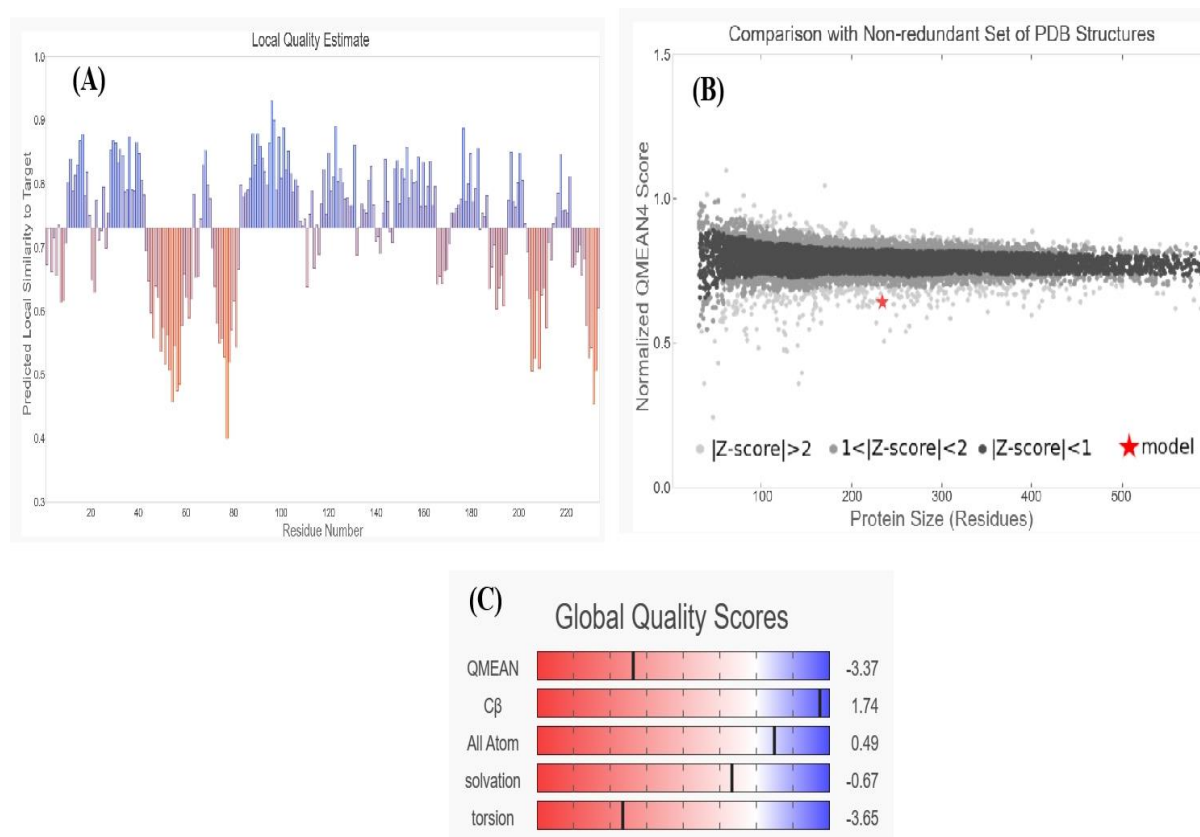 Local Quality Estimate
(A)
Predicted Local Similarity to Target
1.0
0.9
0.8
0.7
0.6
0.5
0.4
0.3
20 40 60 80 100 120 140 160 180 200 220
Residue Number
Comparison with Non-redundant Set of PDB Structures
(B)
Normalized QMEAN4 Score
1.5
1.0
0.5
0.0
|Z-score|>2 1<|Z-score|<2 |Z-score|<1 model
100 200 300 400 500
Protein Size (Residues)
(C)
Global Quality Scores
QMEAN -3.37
Cβ 1.74
All Atom 0.49
solvation -0.67
torsion -3.65